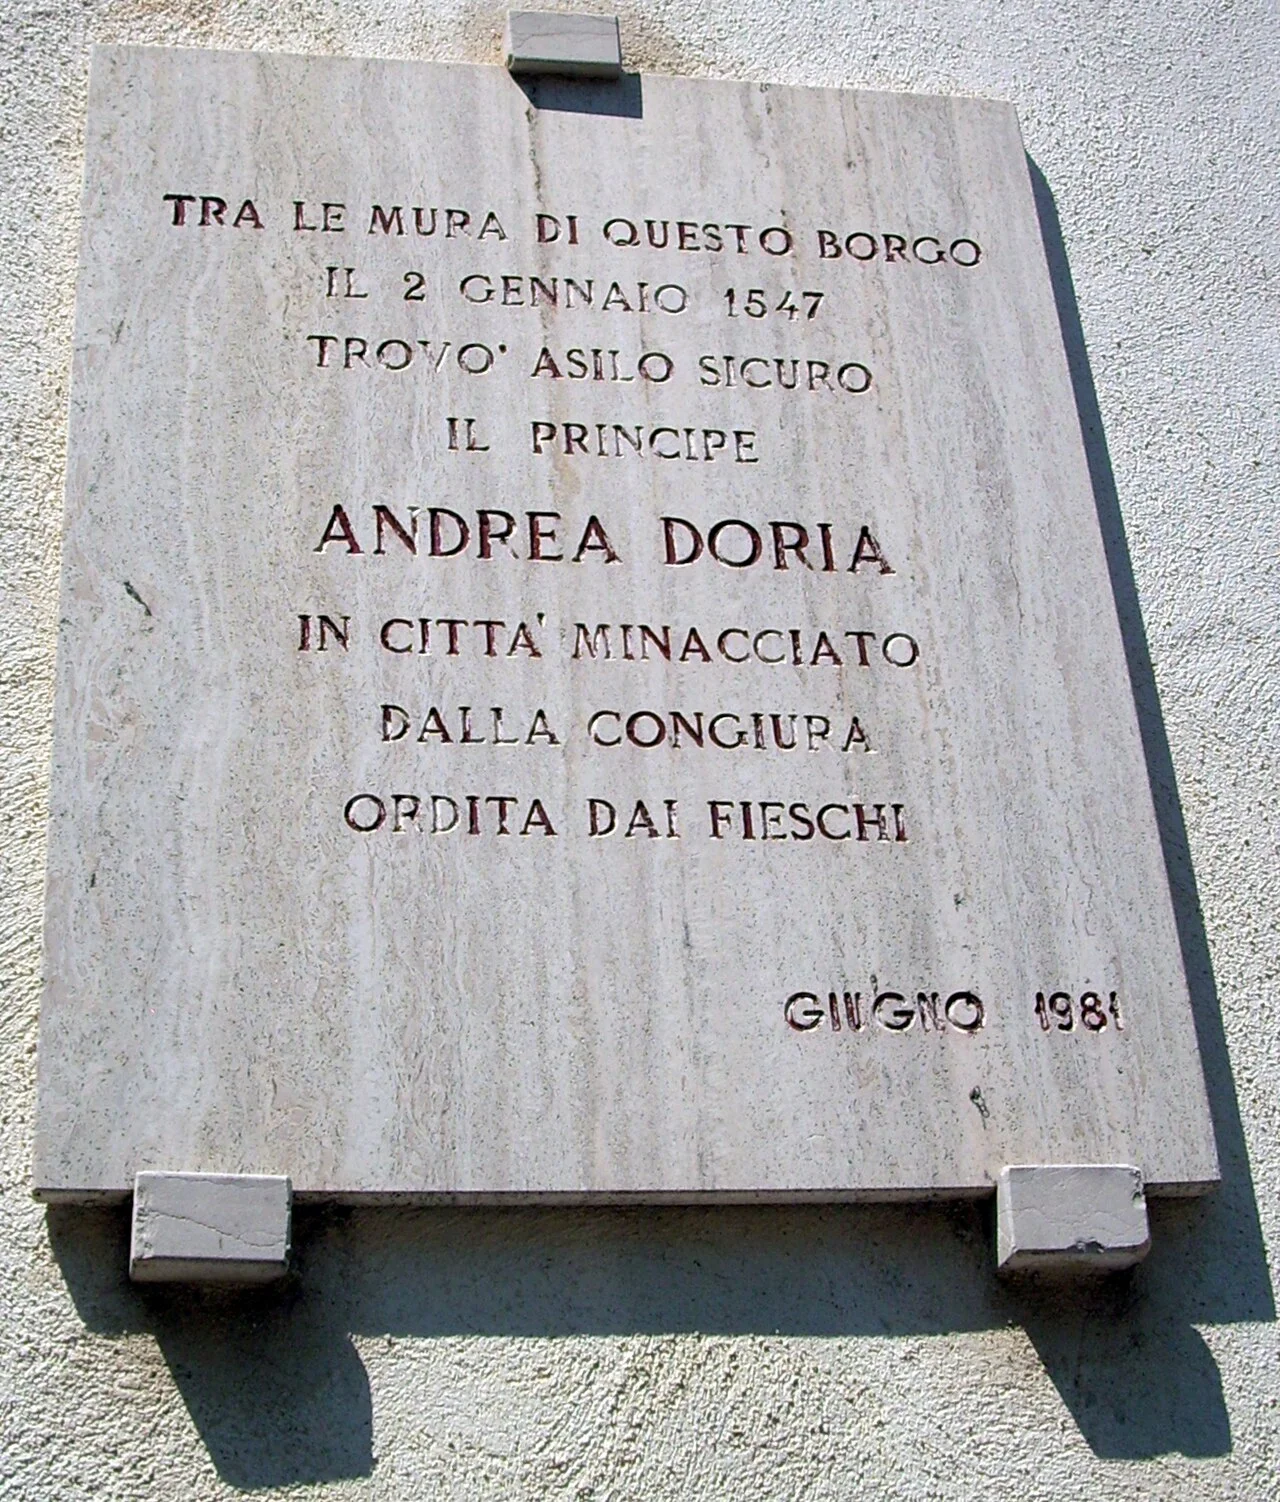 TRA LE MURA DI QUESTO BORGO
IL 2 GENNAIO 1547
TROVO' ASILO SICURO
IL PRINCIPE
ANDREA DORIA
IN CITTA' MINACCIATO
DALLA CONGIURA
ORDITA DAI FIESCHI
GIUGNO 1981